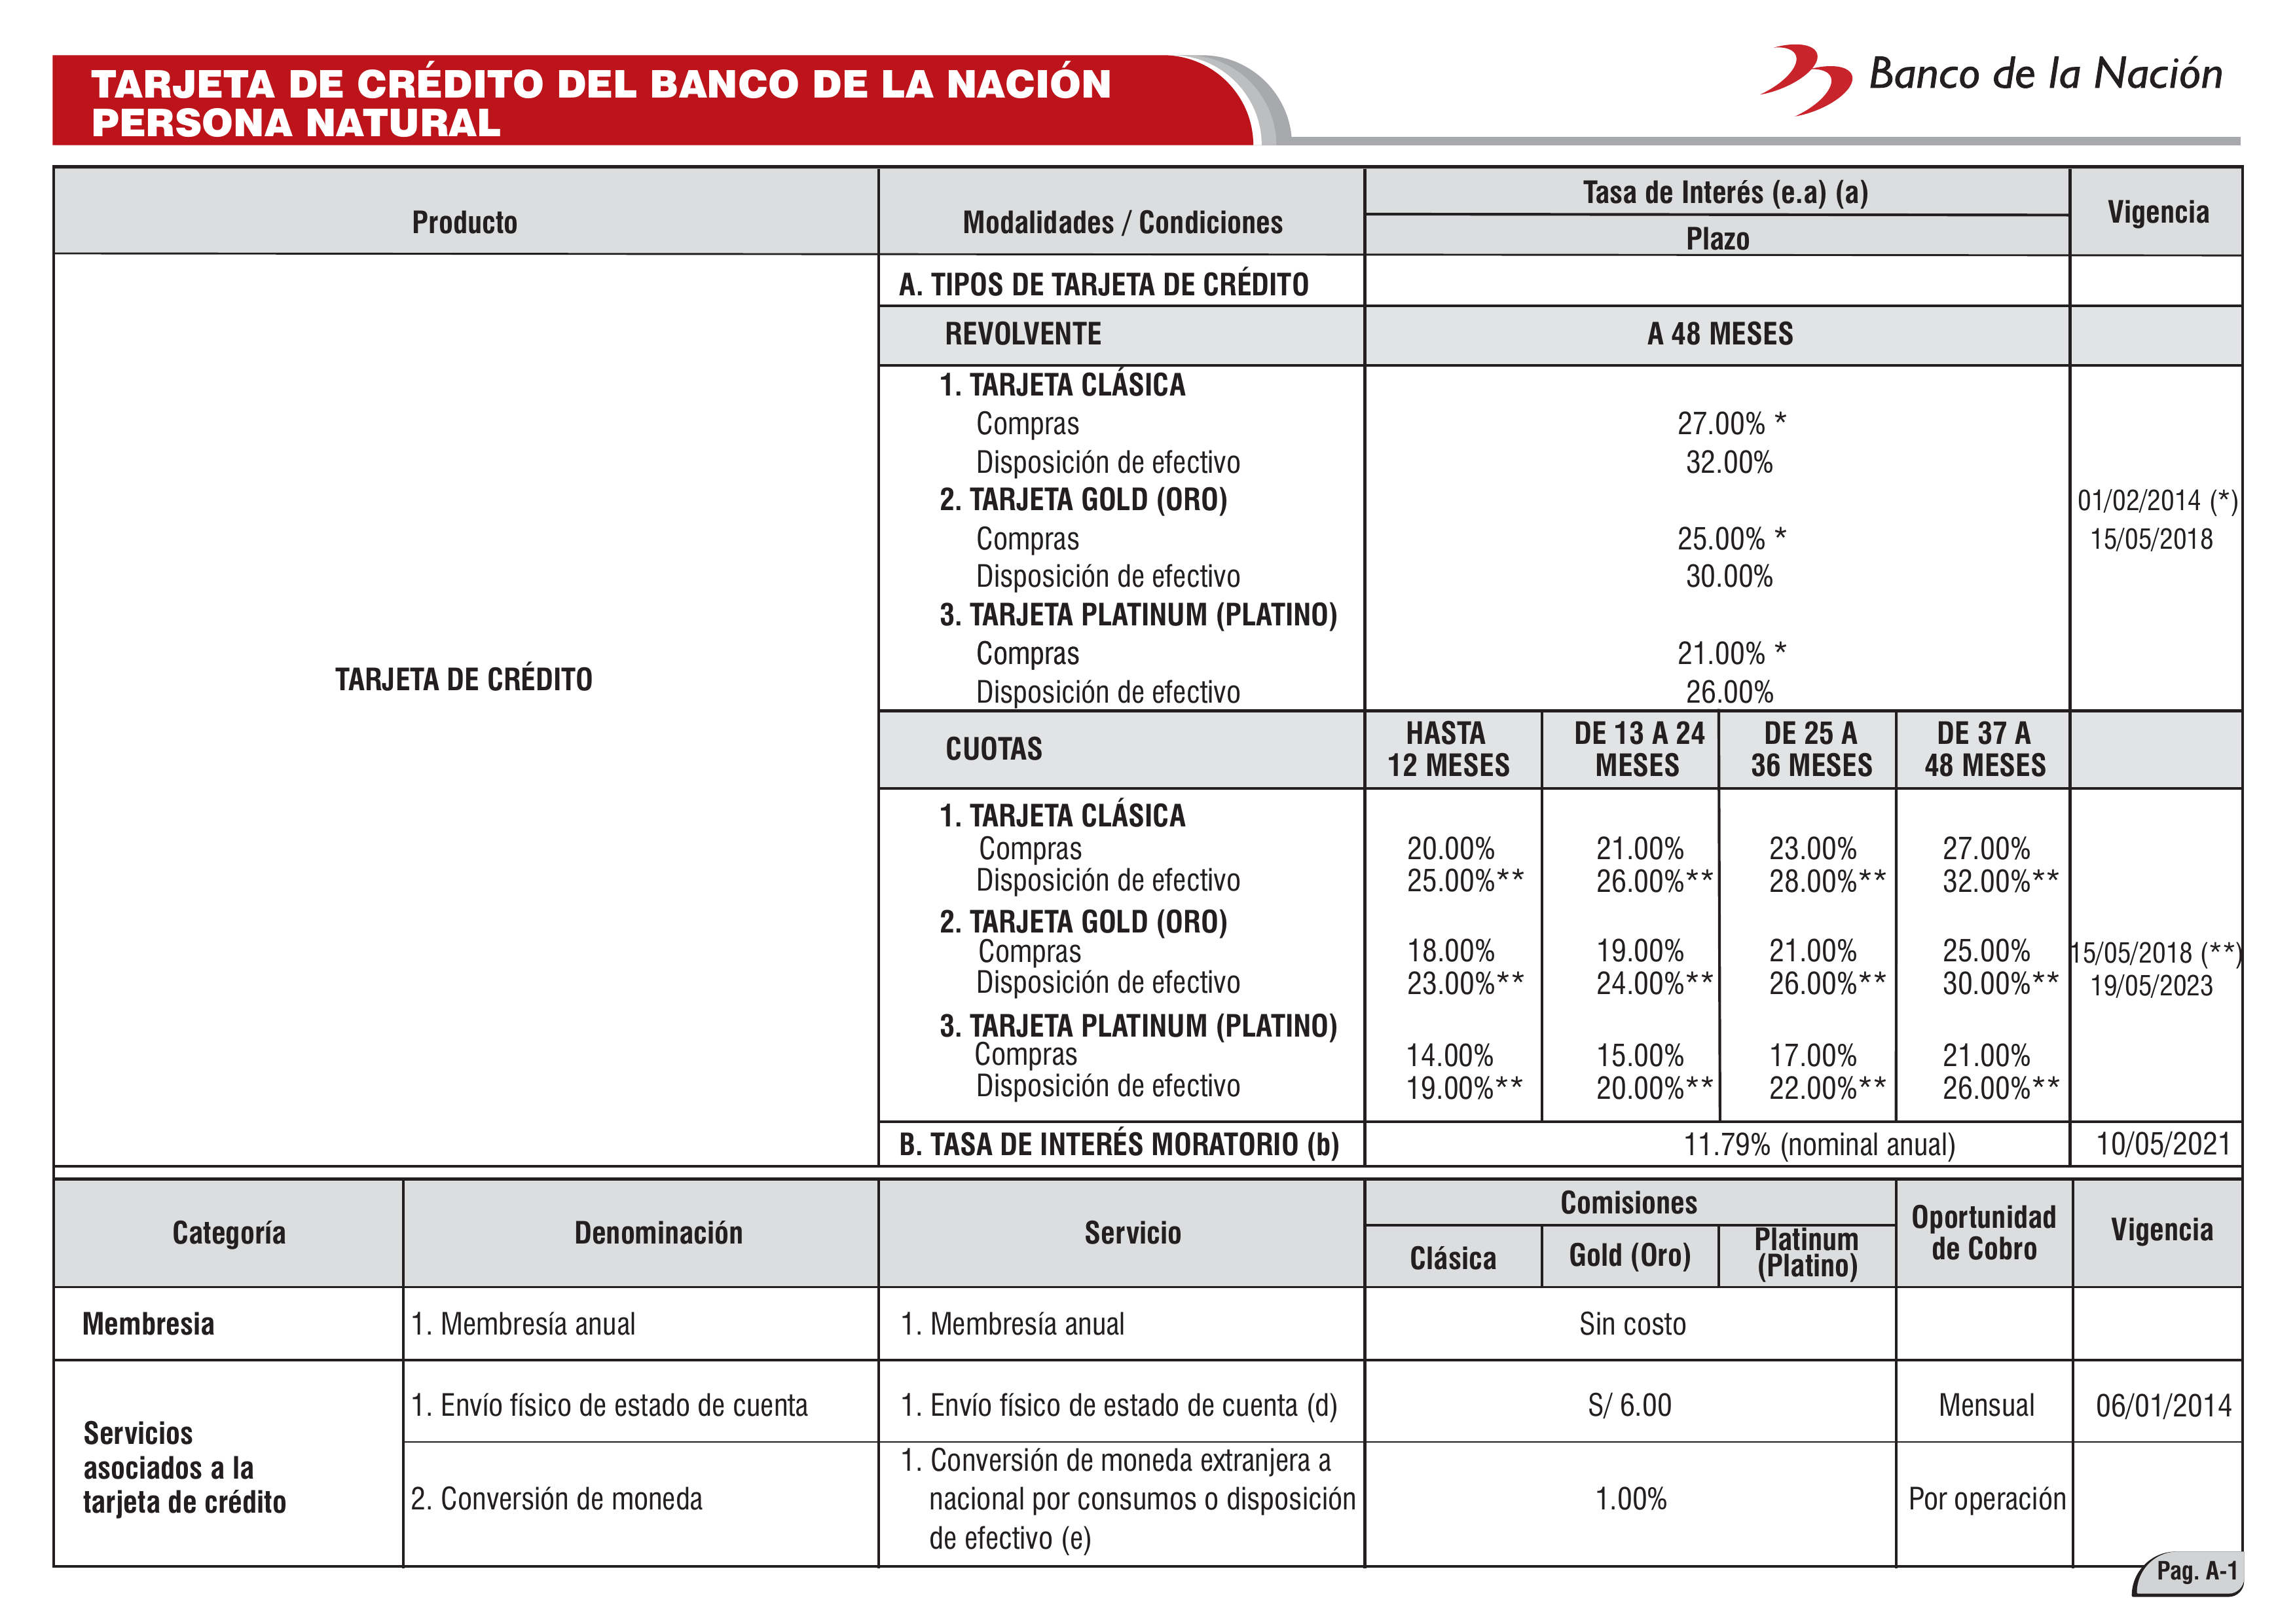 TARJETA DE CRÉDITO DEL BANCO DE LA NACIÓN
PERSONA NATURAL
Banco de la Nación
Producto
Modalidades / Condiciones
Tasa de Interés (e.a) (a)
Plazo
Vigencia
TARJETA DE CRÉDITO
A. TIPOS DE TARJETA DE CRÉDITO
REVOLVENTE A 48 MESES
1. TARJETA CLÁSICA
Compras 27.00% *
Disposición de efectivo 32.00%
2. TARJETA GOLD (ORO) 01/02/2014 (*)
Compras 25.00% * 15/05/2018
Disposición de efectivo 30.00%
3. TARJETA PLATINUM (PLATINO)
Compras 21.00% *
Disposición de efectivo 26.00%
CUOTAS
HASTA
12 MESES
DE 13 A 24
MESES
DE 25 A
36 MESES
DE 37 A
48 MESES
1. TARJETA CLÁSICA
Compras 20.00% 21.00% 23.00% 27.00%
Disposición de efectivo 25.00%** 26.00%** 28.00%** 32.00%**
2. TARJETA GOLD (ORO)
Compras 18.00% 19.00% 21.00% 25.00% 15/05/2018 (**)
Disposición de efectivo 23.00%** 24.00%** 26.00%** 30.00%** 19/05/2023
3. TARJETA PLATINUM (PLATINO)
Compras 14.00% 15.00% 17.00% 21.00%
Disposición de efectivo 19.00%** 20.00%** 22.00%** 26.00%**
B. TASA DE INTERÉS MORATORIO (b) 11.79% (nominal anual) 10/05/2021
Categoría
Denominación
Servicio
Comisiones
Clásica
Gold (Oro)
Platinum
(Platino)
Oportunidad
de Cobro
Vigencia
Membresia 1. Membresía anual 1. Membresía anual Sin costo
Servicios
asociados a la
tarjeta de crédito
1. Envío físico de estado de cuenta 1. Envío físico de estado de cuenta (d) S/ 6.00 Mensual 06/01/2014
2. Conversión de moneda
1. Conversión de moneda extranjera a
nacional por consumos o disposición
de efectivo (e)
1.00% Por operación
Pag. A-1